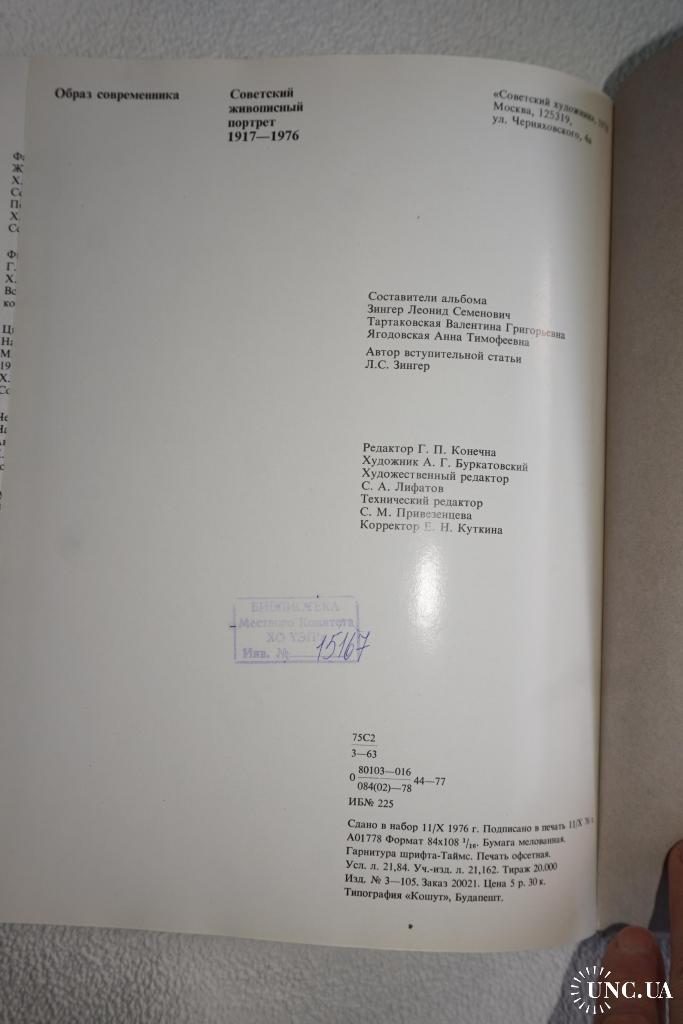 Образ современника
Советский
живописный
портрет
1917—1976
«Советский художник»,
Москва, 125319,
ул. Черняховского, 4а
Составители альбома
Зингер Леонид Семенович
Тартаковская Валентина Григорьевна
Ягодовская Анна Тимофеевна
Автор вступительной статьи
Л.С. Зингер
Редактор Г. П. Конечна
Художник А. Г. Буркатовский
Художественный редактор
С. А. Лифатов
Технический редактор
С. М. Привезенцева
Корректор Е. Н. Куткина
БИБЛИОТЕКА
Местного Комитета
ХО
Инв. № 15167
75С2
3—63
80103—016
0 44—77
084(02)—78
ИБ№ 225
Сдано в набор 11/X 1976 г. Подписано в печать 11/X
А01778 Формат 84х108 1/16. Бумага мелованная.
Гарнитура шрифта-Таймс. Печать офсетная.
Усл. л. 21,84. Уч.-изд. л. 21,162. Тираж 20.000
Изд. № 3—105. Заказ 20021. Цена 5 р. 30 к.
Типография «Кошут», Будапешт.
UNC.UA